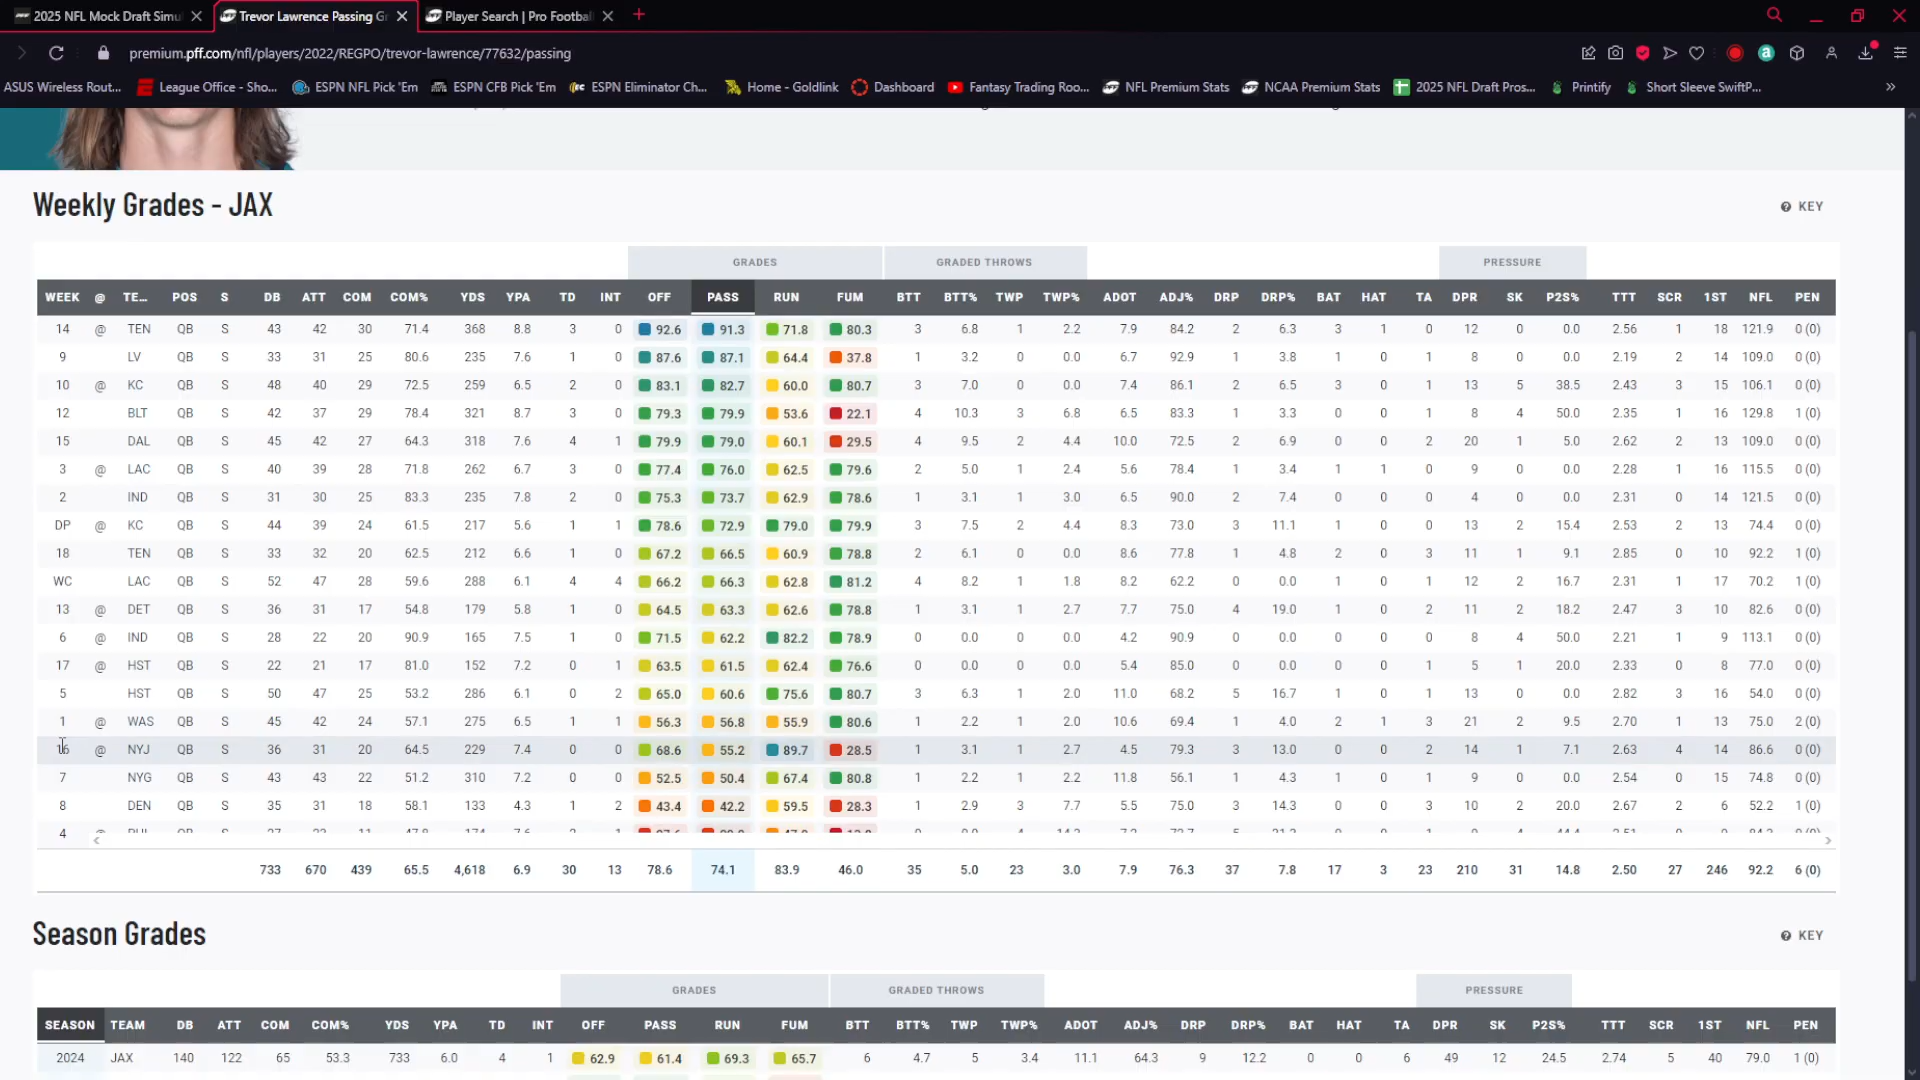 2025 NFL Mock Draft Simu
Trevor Lawrence Passing Gr
Player Search | Pro Footbal
premium.pff.com/nfl/players/2022/REGPO/trevor-lawrence/77632/passing
ASUS Wireless Rout... League Office - Sho... ESPN NFL Pick 'Em ESPN CFB Pick 'Em ESPN Eliminator Ch... Home - Goldlink Dashboard Fantasy Trading Roo... NFL Premium Stats NCAA Premium Stats 2025 NFL Draft Pros... Printify Short Sleeve SwiftP...
Weekly Grades - JAX
KEY
GRADES GRADED THROWS PRESSURE
WEEK @ TE... POS S DB ATT COM COM% YDS YPA TD INT OFF PASS RUN FUM BTT BTT% TWP TWP% ADOT ADJ% DRP DRP% BAT HAT TA DPR SK P2S% TTT SCR 1ST NFL PEN
14 @ TEN QB S 43 42 30 71.4 368 8.8 3 0 92.6 91.3 71.8 80.3 3 6.8 1 2.2 7.9 84.2 2 6.3 3 1 0 12 0 0.0 2.56 1 18 121.9 0 (0)
9 LV QB S 33 31 25 80.6 235 7.6 1 0 87.6 87.1 64.4 37.8 1 3.2 0 0.0 6.7 92.9 1 3.8 1 0 1 8 0 0.0 2.19 2 14 109.0 0 (0)
10 @ KC QB S 48 40 29 72.5 259 6.5 2 0 83.1 82.7 60.0 80.7 3 7.0 0 0.0 7.4 86.1 2 6.5 3 0 1 13 5 38.5 2.43 3 15 106.1 0 (0)
12 BLT QB S 42 37 29 78.4 321 8.7 3 0 79.3 79.9 53.6 22.1 4 10.3 3 6.8 6.5 83.3 1 3.3 0 0 1 8 4 50.0 2.35 1 16 129.8 1 (0)
15 DAL QB S 45 42 27 64.3 318 7.6 4 1 79.9 79.0 60.1 29.5 4 9.5 2 4.4 10.0 72.5 2 6.9 0 0 2 20 1 5.0 2.62 2 13 109.0 0 (0)
3 @ LAC QB S 40 39 28 71.8 262 6.7 3 0 77.4 76.0 62.5 79.6 2 5.0 1 2.4 5.6 78.4 1 3.4 1 1 0 9 0 0.0 2.28 1 16 115.5 0 (0)
2 IND QB S 31 30 25 83.3 235 7.8 2 0 75.3 73.7 62.9 78.6 1 3.1 1 3.0 6.5 90.0 2 7.4 0 0 0 4 0 0.0 2.31 0 14 121.5 0 (0)
DP @ KC QB S 44 39 24 61.5 217 5.6 1 1 78.6 72.9 79.0 79.9 3 7.5 2 4.4 8.3 73.0 3 11.1 1 0 0 13 2 15.4 2.53 2 13 74.4 0 (0)
18 TEN QB S 33 32 20 62.5 212 6.6 1 0 67.2 66.5 60.9 78.8 2 6.1 0 0.0 8.6 77.8 1 4.8 2 0 3 11 1 9.1 2.85 0 10 92.2 1 (0)
WC LAC QB S 52 47 28 59.6 288 6.1 4 4 66.2 66.3 62.8 81.2 4 8.2 1 1.8 8.2 62.2 0 0.0 1 0 1 12 2 16.7 2.31 1 17 70.2 1 (0)
13 @ DET QB S 36 31 17 54.8 179 5.8 1 0 64.5 63.3 62.6 78.8 1 3.1 1 2.7 7.7 75.0 4 19.0 1 0 2 11 2 18.2 2.47 3 10 82.6 0 (0)
6 @ IND QB S 28 22 20 90.9 165 7.5 1 0 71.5 62.2 82.2 78.9 0 0.0 0 0.0 4.2 90.9 0 0.0 0 0 0 8 4 50.0 2.21 1 9 113.1 0 (0)
17 @ HST QB S 22 21 17 81.0 152 7.2 0 1 63.5 61.5 62.4 76.6 0 0.0 0 0.0 5.4 85.0 0 0.0 0 0 1 5 1 20.0 2.33 0 8 77.0 0 (0)
5 HST QB S 50 47 25 53.2 286 6.1 0 2 65.0 60.6 75.6 80.7 3 6.3 1 2.0 11.0 68.2 5 16.7 1 0 1 13 0 0.0 2.82 3 16 54.0 0 (0)
1 @ WAS QB S 45 42 24 57.1 275 6.5 1 1 56.3 56.8 55.9 80.6 1 2.2 1 2.0 10.6 69.4 1 4.0 2 1 3 21 2 9.5 2.70 1 13 75.0 2 (0)
16 @ NYJ QB S 36 31 20 64.5 229 7.4 0 0 68.6 55.2 89.7 28.5 1 3.1 1 2.7 4.5 79.3 3 13.0 0 0 2 14 1 7.1 2.63 4 14 86.6 0 (0)
7 NYG QB S 43 43 22 51.2 310 7.2 0 0 52.5 50.4 67.4 80.8 1 2.2 1 2.2 11.8 56.1 1 4.3 1 0 1 9 0 0.0 2.54 0 15 74.8 0 (0)
8 DEN QB S 35 31 18 58.1 133 4.3 1 2 43.4 42.2 59.5 28.3 1 2.9 3 7.7 5.5 75.0 3 14.3 0 0 3 10 2 20.0 2.67 2 6 52.2 1 (0)
4
733 670 439 65.5 4,618 6.9 30 13 78.6 74.1 83.9 46.0 35 5.0 23 3.0 7.9 76.3 37 7.8 17 3 23 210 31 14.8 2.50 27 246 92.2 6 (0)
Season Grades
KEY
GRADES GRADED THROWS PRESSURE
SEASON TEAM DB ATT COM COM% YDS YPA TD INT OFF PASS RUN FUM BTT BTT% TWP TWP% ADOT ADJ% DRP DRP% BAT HAT TA DPR SK P2S% TTT SCR 1ST NFL PEN
2024 JAX 140 122 65 53.3 733 6.0 4 1 62.9 61.4 69.3 65.7 6 4.7 5 3.4 11.1 64.3 9 12.2 0 0 6 49 12 24.5 2.74 5 40 79.0 1 (0)